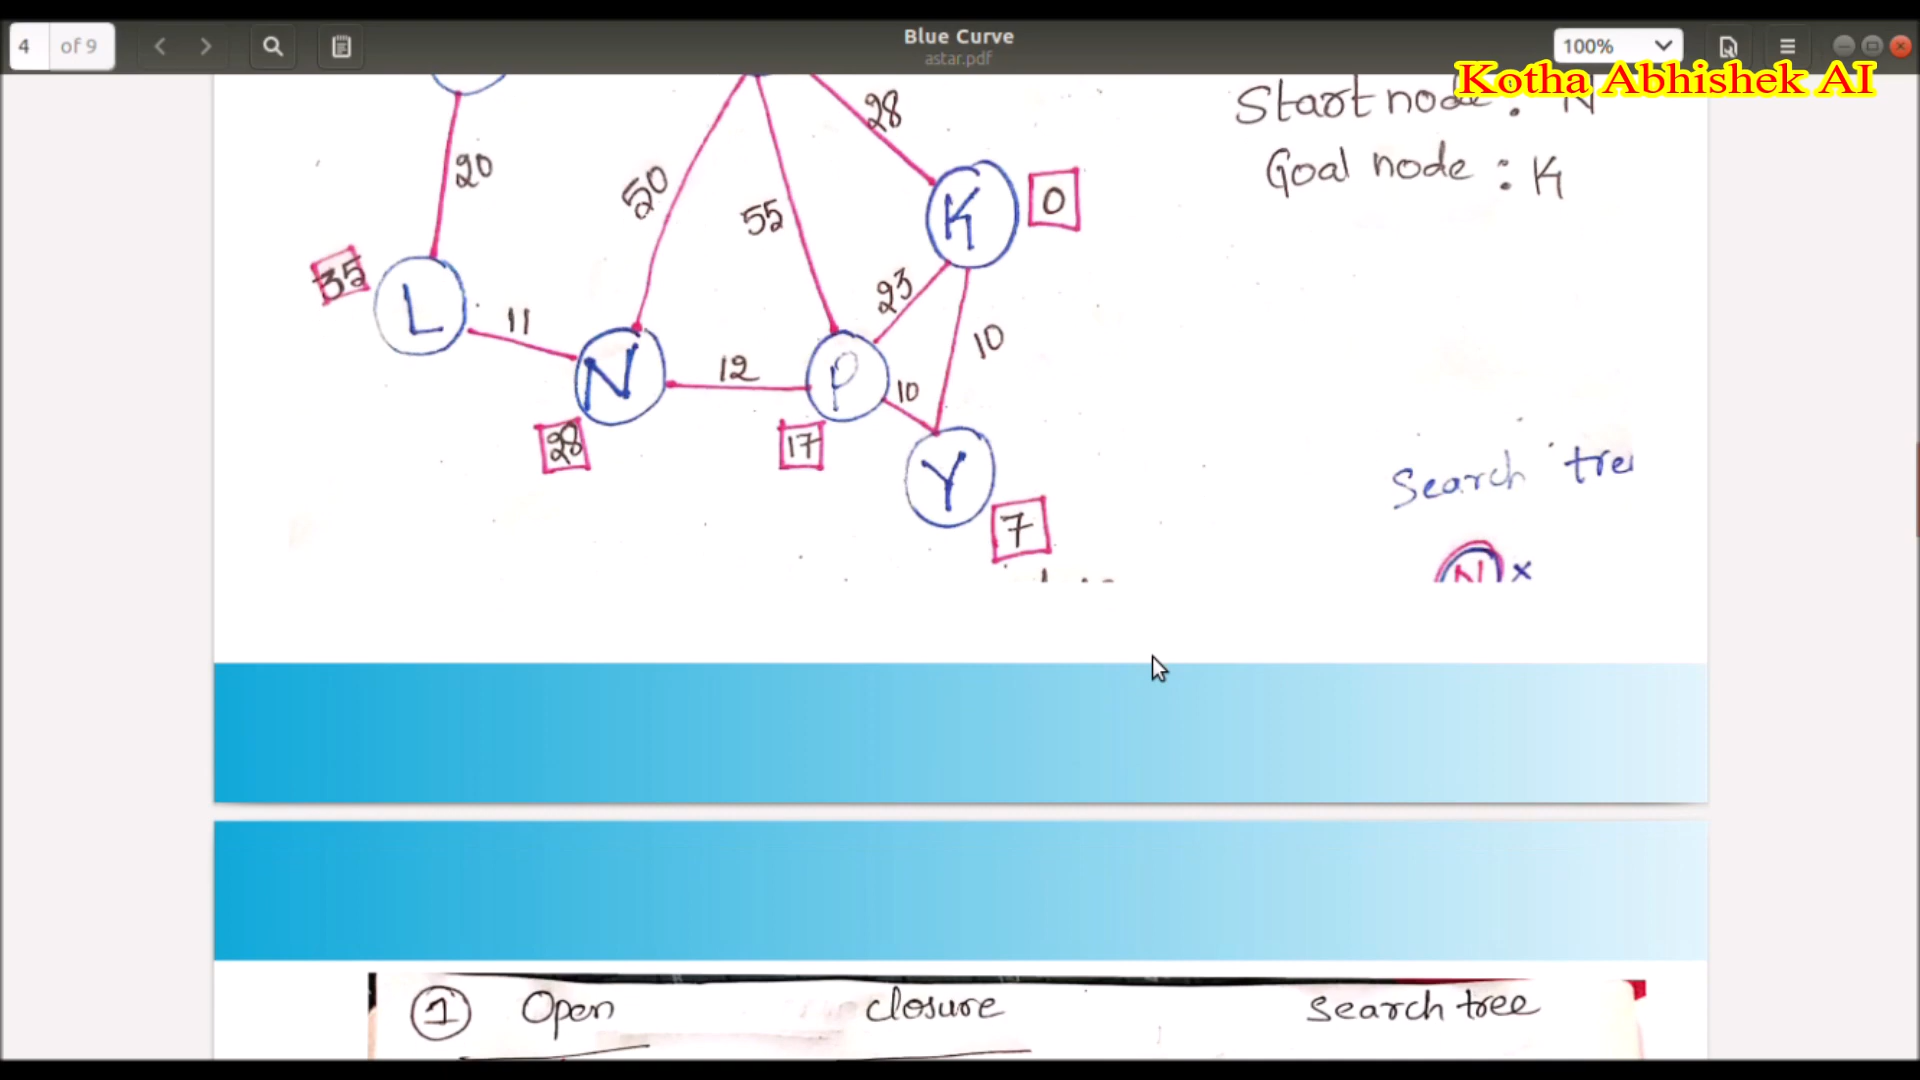 4 of 9
Blue Curve
astar.pdf
100%
Kotha Abhishek AI
Start node : N
Goal node : K
28
20
50
55
K
0
35
L
11
23
10
N
12
P
10
28
17
Y
7
Search tre
N x
1 Open closure Search tree